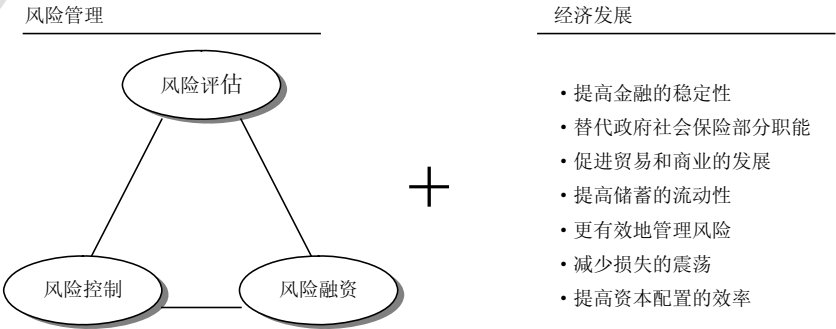 风险管理
风险评估
风险控制
风险融资
+
经济发展
·提高金融的稳定性
·替代政府社会保险部分职能
·促进贸易和商业的发展
·提高储蓄的流动性
·更有效地管理风险
·减少损失的震荡
·提高资本配置的效率